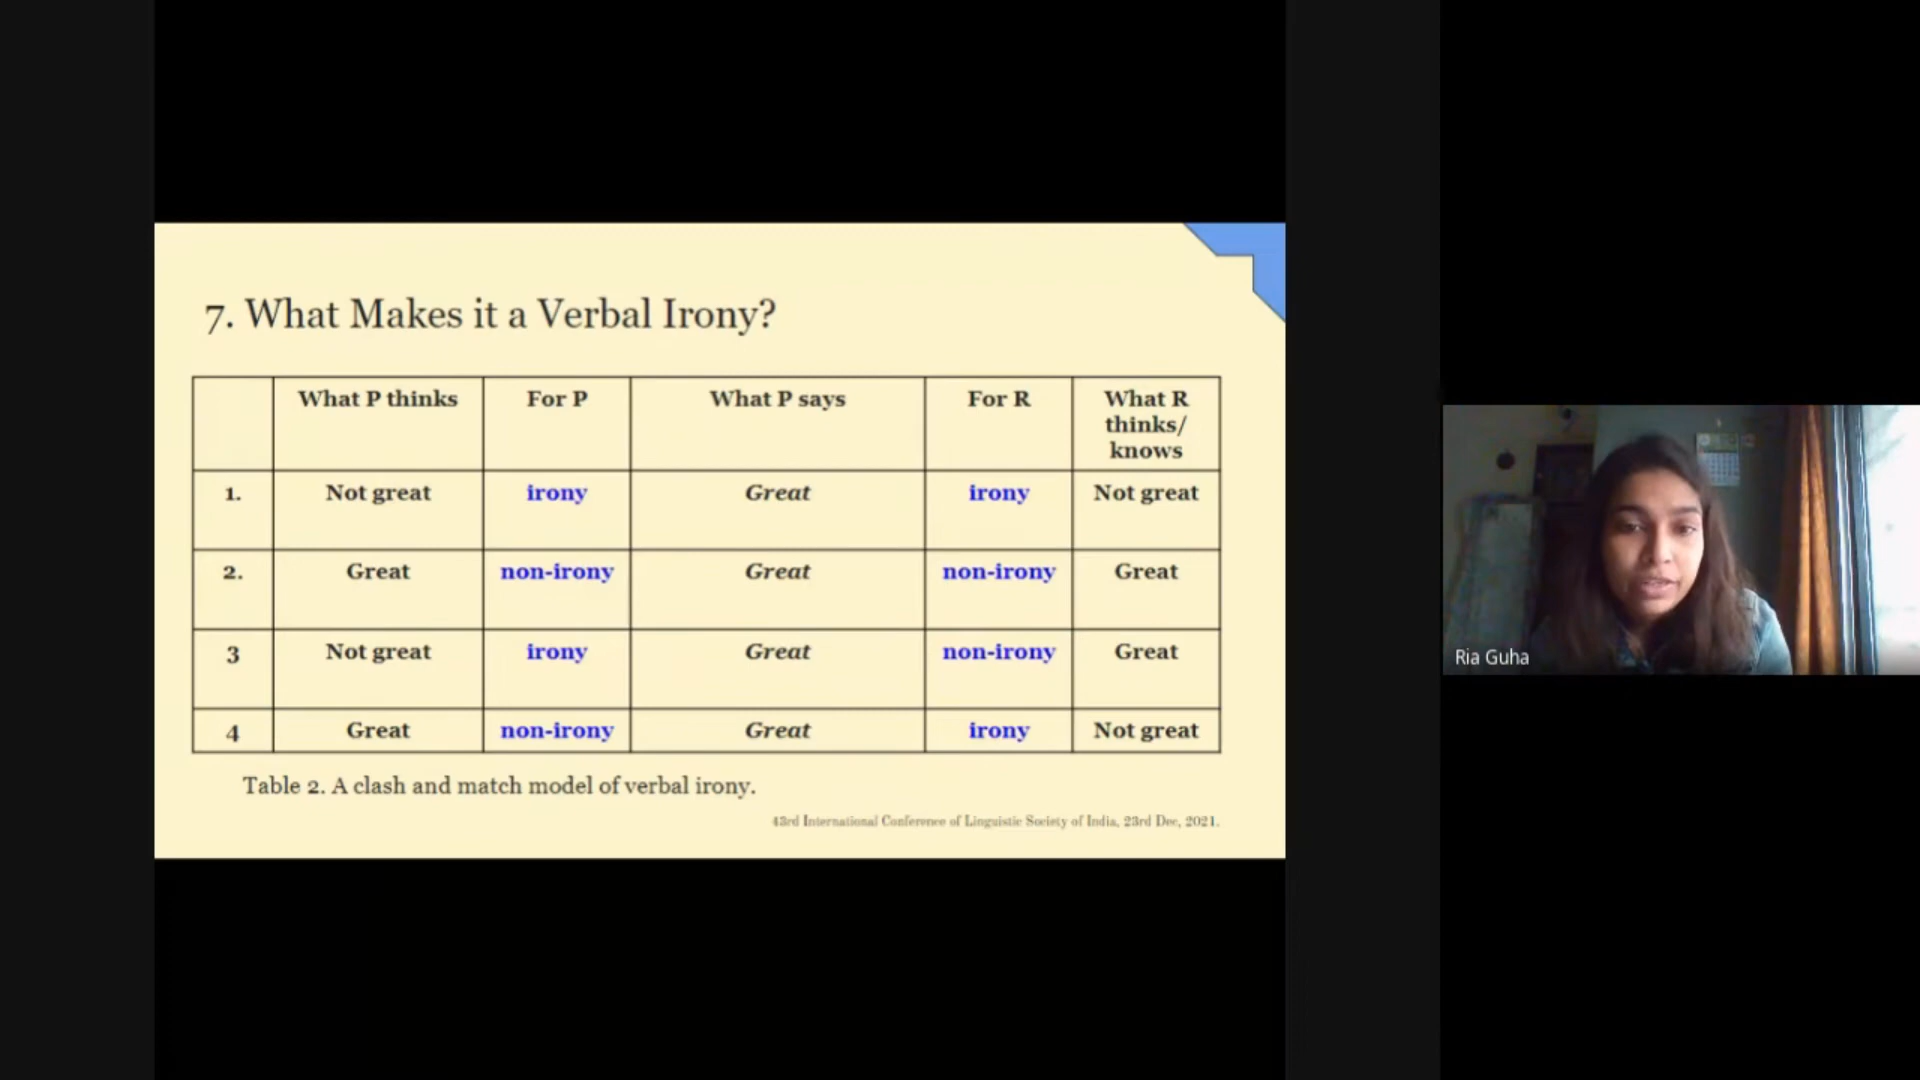 7. What Makes it a Verbal Irony?
What P thinks For P What P says For R What R thinks/ knows
1. Not great irony Great irony Not great
2. Great non-irony Great non-irony Great
3 Not great irony Great non-irony Great
4 Great non-irony Great irony Not great
Table 2. A clash and match model of verbal irony.
43rd International Conference of Linguistic Society of India, 23rd Dec, 2021.
Ria Guha